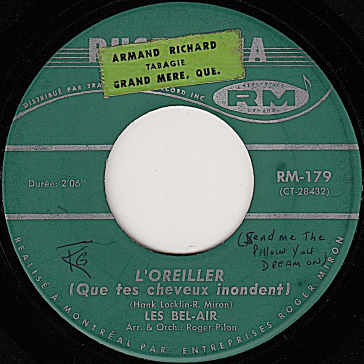 ARMAND RICHARD
TABAGIE
GRAND MERE, QUE.
DISTRIBUÉ PAR TRA
RECORD INC
RM
RM-179
(CT-28432)
Durée: 2'06"
(Send me The
Pillow You
DREAM ON)
L'OREILLER
(Que tes cheveux inondent)
(Hank Locklin-R. Miron)
LES BEL-AIR
Arr. & Orch.: Roger Pilon
RÉALISÉ À MONTRÉAL PAR ENTREPRISES ROGER MIRON